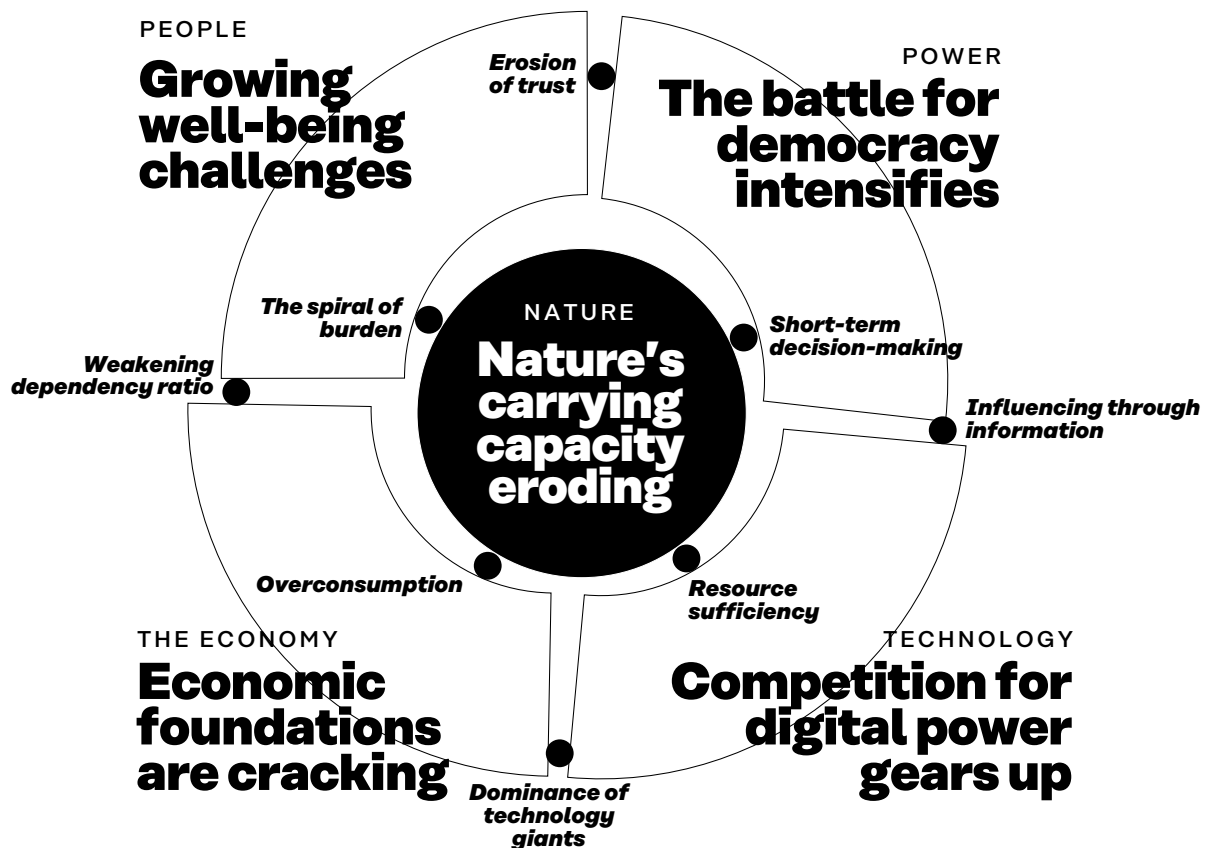 PEOPLE
Growing
well-being
challenges
Erosion
of trust
POWER
The battle for
democracy
intensifies
The spiral of
burden
NATURE
Nature's
carrying
capacity
eroding
Short-term
decision-making
Weakening
dependency ratio
Influencing through
information
Overconsumption
Resource
sufficiency
THE ECONOMY
Economic
foundations
are cracking
TECHNOLOGY
Competition for
digital power
gears up
Dominance of
technology
giants